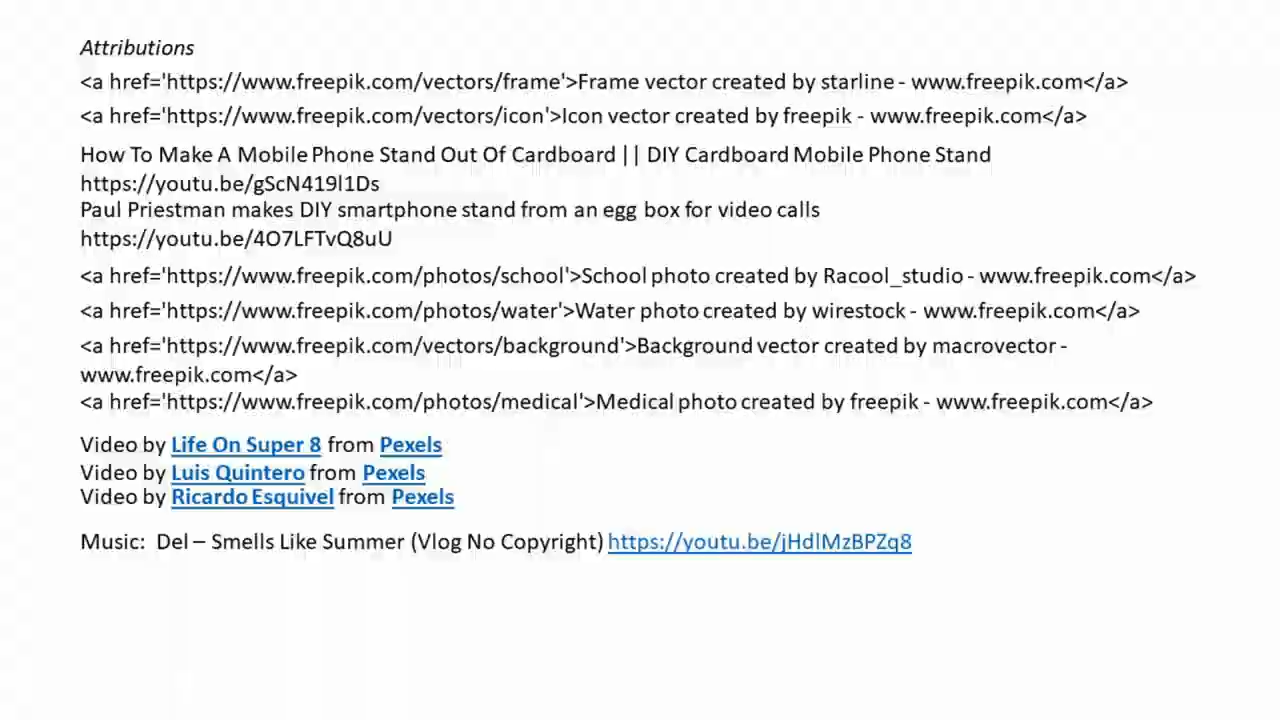 Attributions
<a href='https://www.freepik.com/vectors/frame'>Frame vector created by starline - www.freepik.com</a>
<a href='https://www.freepik.com/vectors/icon'>Icon vector created by freepik - www.freepik.com</a>
How To Make A Mobile Phone Stand Out Of Cardboard || DIY Cardboard Mobile Phone Stand
https://youtu.be/gScN419l1Ds
Paul Priestman makes DIY smartphone stand from an egg box for video calls
https://youtu.be/4O7LFTvQ8uU
<a href='https://www.freepik.com/photos/school'>School photo created by Racool_studio - www.freepik.com</a>
<a href='https://www.freepik.com/photos/water'>Water photo created by wirestock - www.freepik.com</a>
<a href='https://www.freepik.com/vectors/background'>Background vector created by macrovector -
www.freepik.com</a>
<a href='https://www.freepik.com/photos/medical'>Medical photo created by freepik - www.freepik.com</a>
Video by Life On Super 8 from Pexels
Video by Luis Quintero from Pexels
Video by Ricardo Esquivel from Pexels
Music:  Del – Smells Like Summer (Vlog No Copyright) https://youtu.be/jHdlMzBPZq8